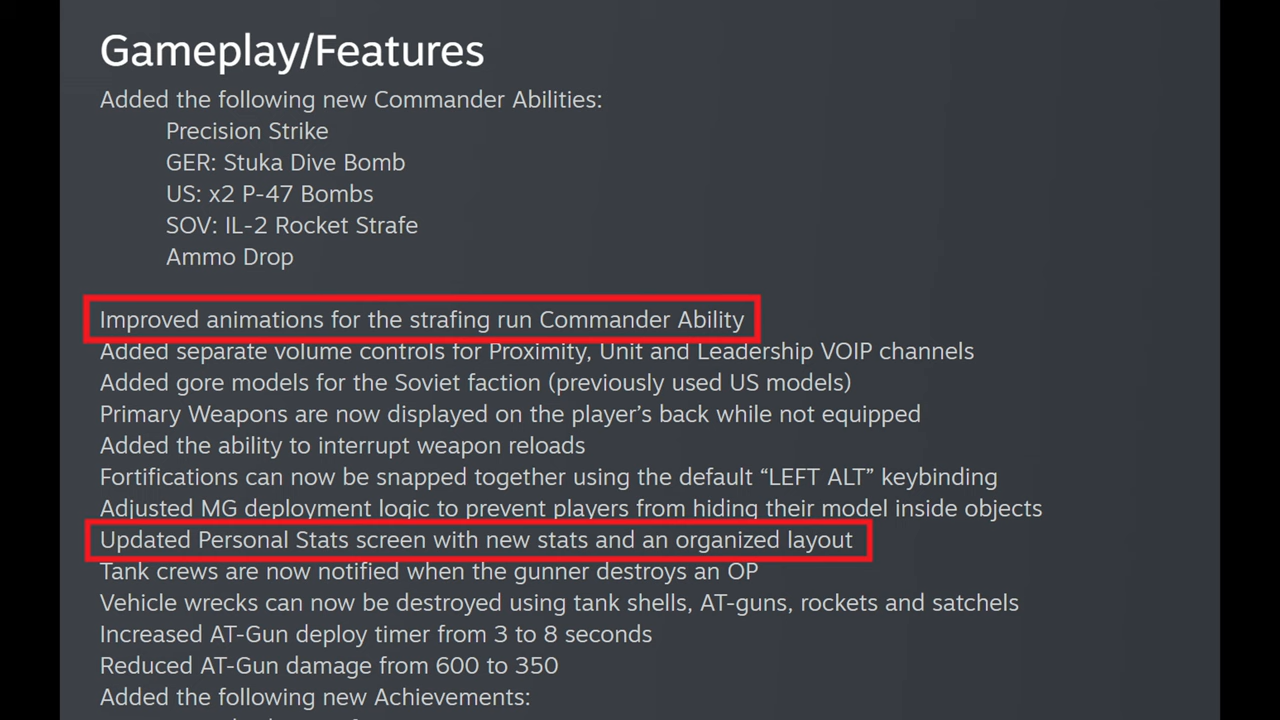 Gameplay/Features
Added the following new Commander Abilities:
Precision Strike
GER: Stuka Dive Bomb
US: x2 P-47 Bombs
SOV: IL-2 Rocket Strafe
Ammo Drop
Improved animations for the strafing run Commander Ability
Added separate volume controls for Proximity, Unit and Leadership VOIP channels
Added gore models for the Soviet faction (previously used US models)
Primary Weapons are now displayed on the player’s back while not equipped
Added the ability to interrupt weapon reloads
Fortifications can now be snapped together using the default “LEFT ALT” keybinding
Adjusted MG deployment logic to prevent players from hiding their model inside objects
Updated Personal Stats screen with new stats and an organized layout
Tank crews are now notified when the gunner destroys an OP
Vehicle wrecks can now be destroyed using tank shells, AT-guns, rockets and satchels
Increased AT-Gun deploy timer from 3 to 8 seconds
Reduced AT-Gun damage from 600 to 350
Added the following new Achievements: